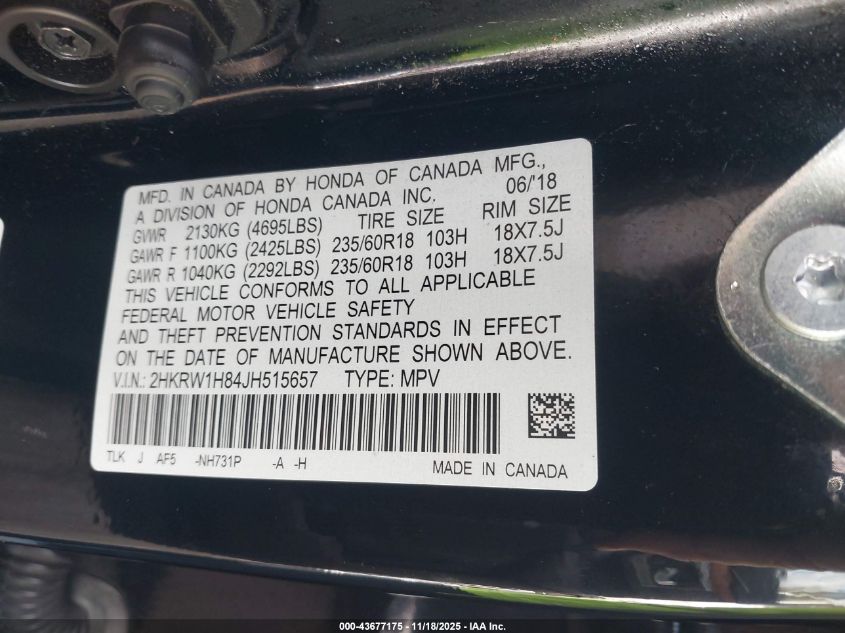 MFD. IN CANADA BY HONDA OF CANADA MFG.,
A DIVISION OF HONDA CANADA INC. 06/'18
GVWR 2130KG (4695LBS) TIRE SIZE RIM SIZE
GAWR F 1100KG (2425LBS) 235/60R18 103H 18X7.5J
GAWR R 1040KG (2292LBS) 235/60R18 103H 18X7.5J
THIS VEHICLE CONFORMS TO ALL APPLICABLE
FEDERAL MOTOR VEHICLE SAFETY
AND THEFT PREVENTION STANDARDS IN EFFECT
ON THE DATE OF MANUFACTURE SHOWN ABOVE.
V.I.N.: 2HKRW1H84JH515657 TYPE: MPV
TLK J AF5 -NH731P -A -H
MADE IN CANADA
000-43677175 - 11/18/2025 - IAA Inc.